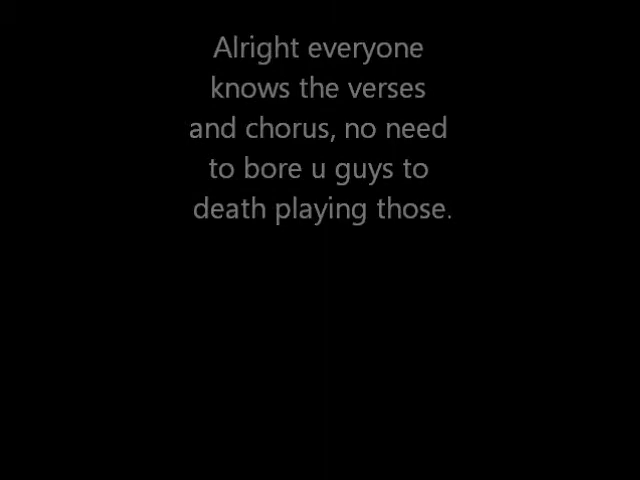 Alright everyone
knows the verses
and chorus, no need
to bore u guys to
death playing those.